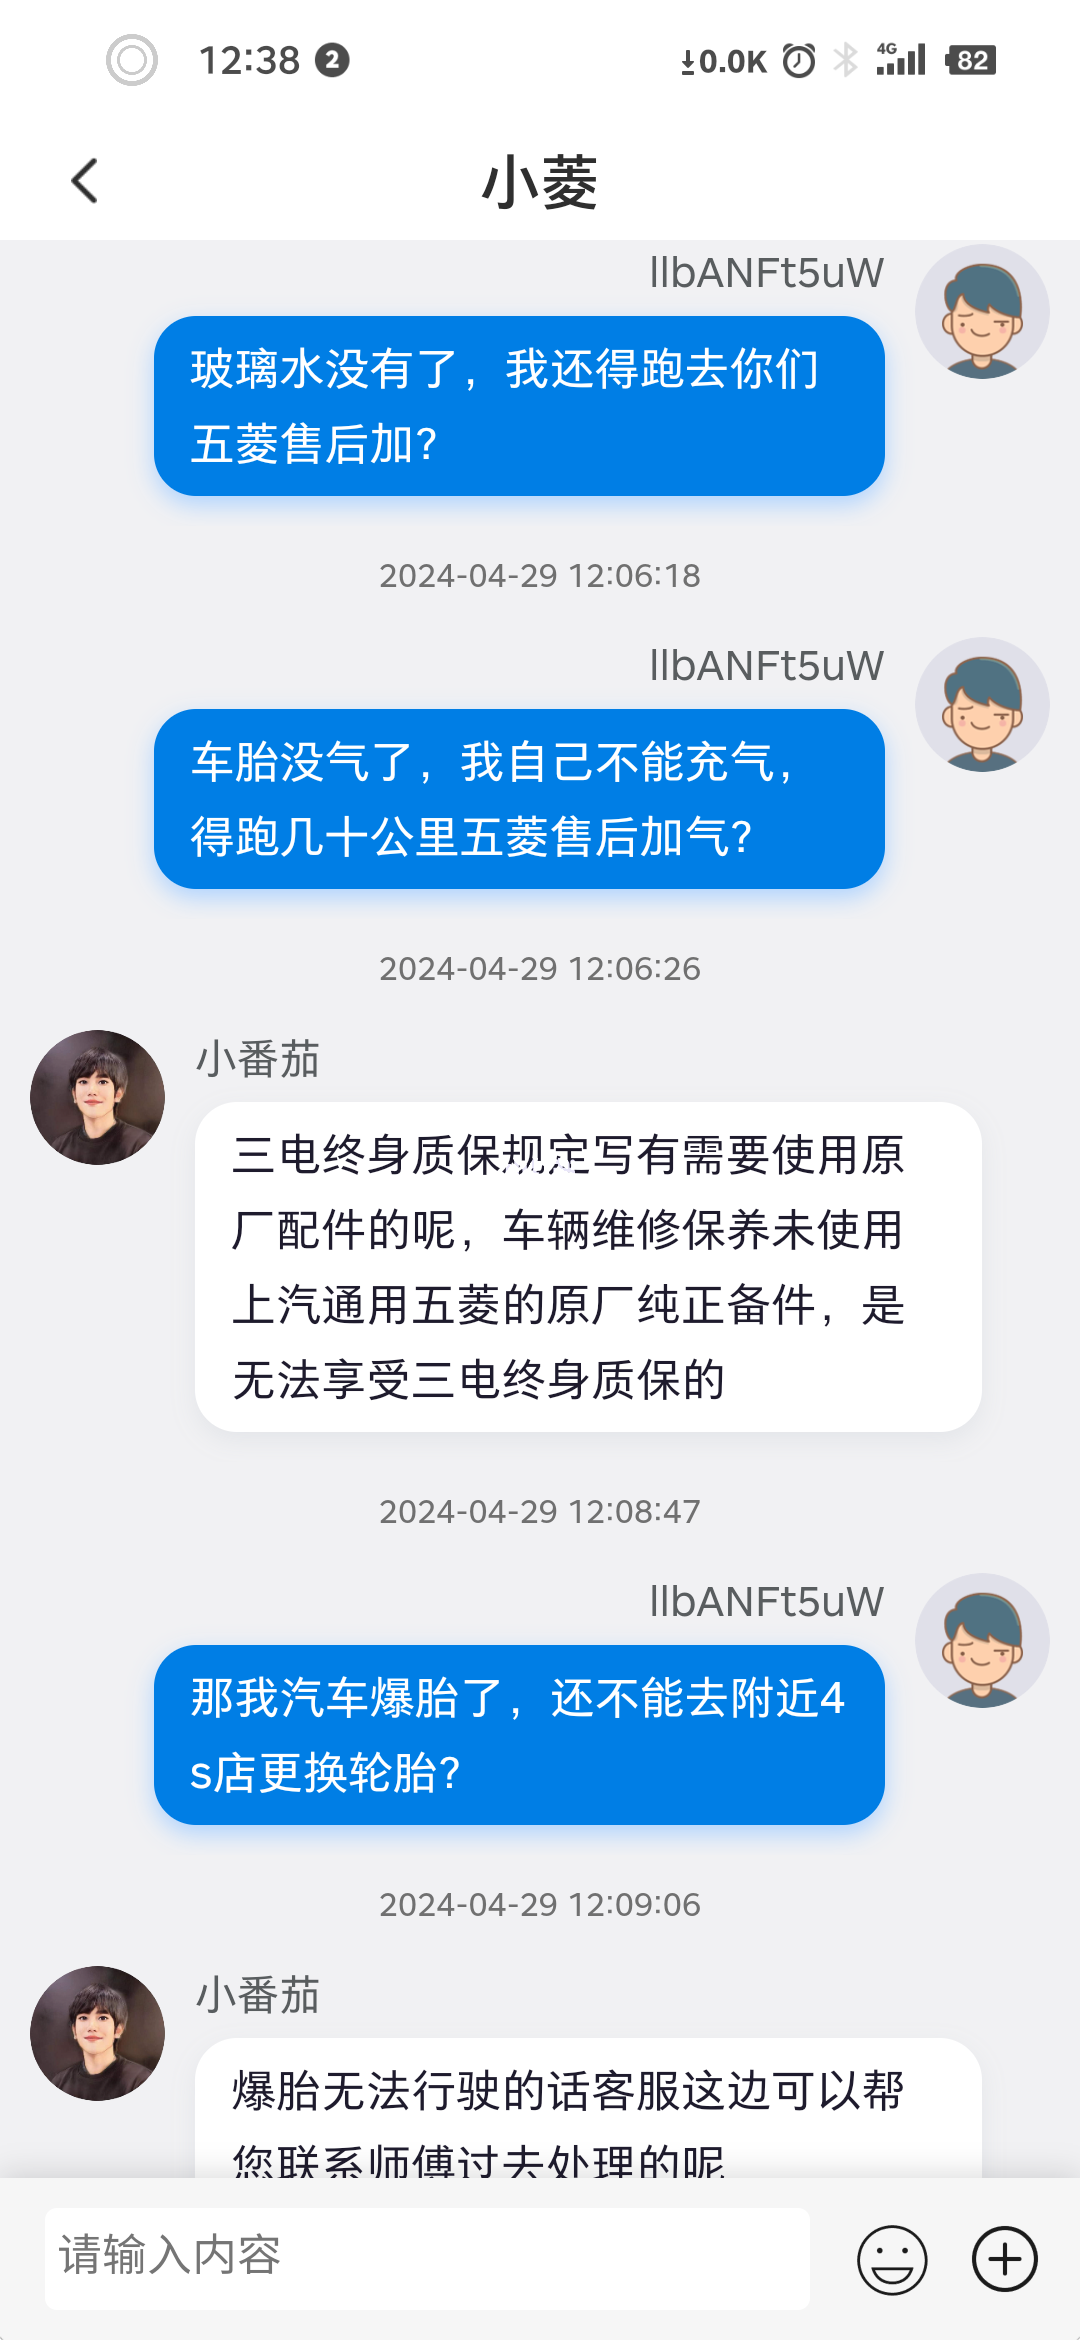 12:38 2 0.0K 4G 82
小菱
llbANFt5uW
玻璃水没有了，我还得跑去你们
五菱售后加？
2024-04-29 12:06:18
llbANFt5uW
车胎没气了，我自己不能充气，
得跑几十公里五菱售后加气？
2024-04-29 12:06:26
小番茄
三电终身质保规定写有需要使用原
厂配件的呢，车辆维修保养未使用
上汽通用五菱的原厂纯正备件，是
无法享受三电终身质保的
2024-04-29 12:08:47
llbANFt5uW
那我汽车爆胎了，还不能去附近4
s店更换轮胎？
2024-04-29 12:09:06
小番茄
爆胎无法行驶的话客服这边可以帮
您联系师傅过去处理的呢
请输入内容